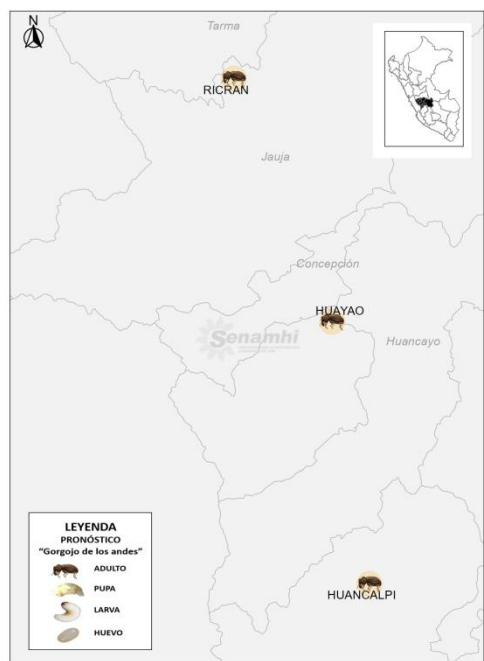 N
Tarma
RICRAN
Jauja
Concepción
HUAYAO
Senamhi
Huancayo
HUANCALPI
LEYENDA
PRONÓSTICO
“Gorgojo de los andes”
ADULTO
PUPA
LARVA
HUEVO